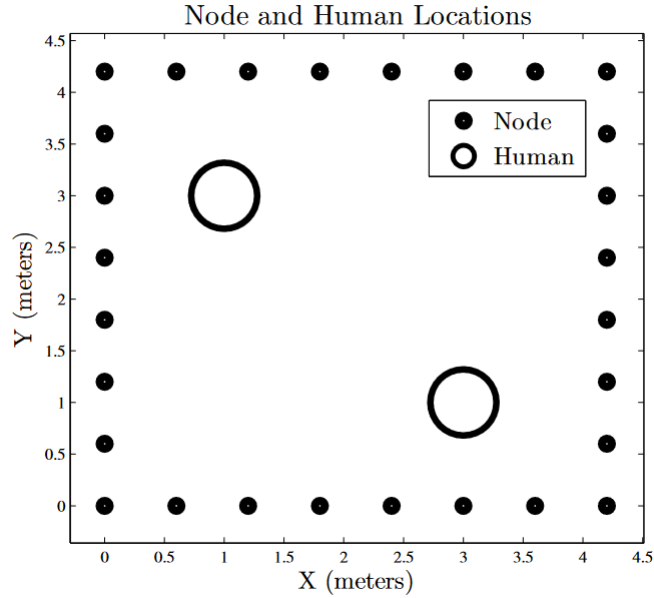 Node and Human Locations
4.5
4
3.5
3
2.5
2
1.5
1
0.5
0
Y (meters)
Node
Human
0 0.5 1 1.5 2 2.5 3 3.5 4 4.5
X (meters)